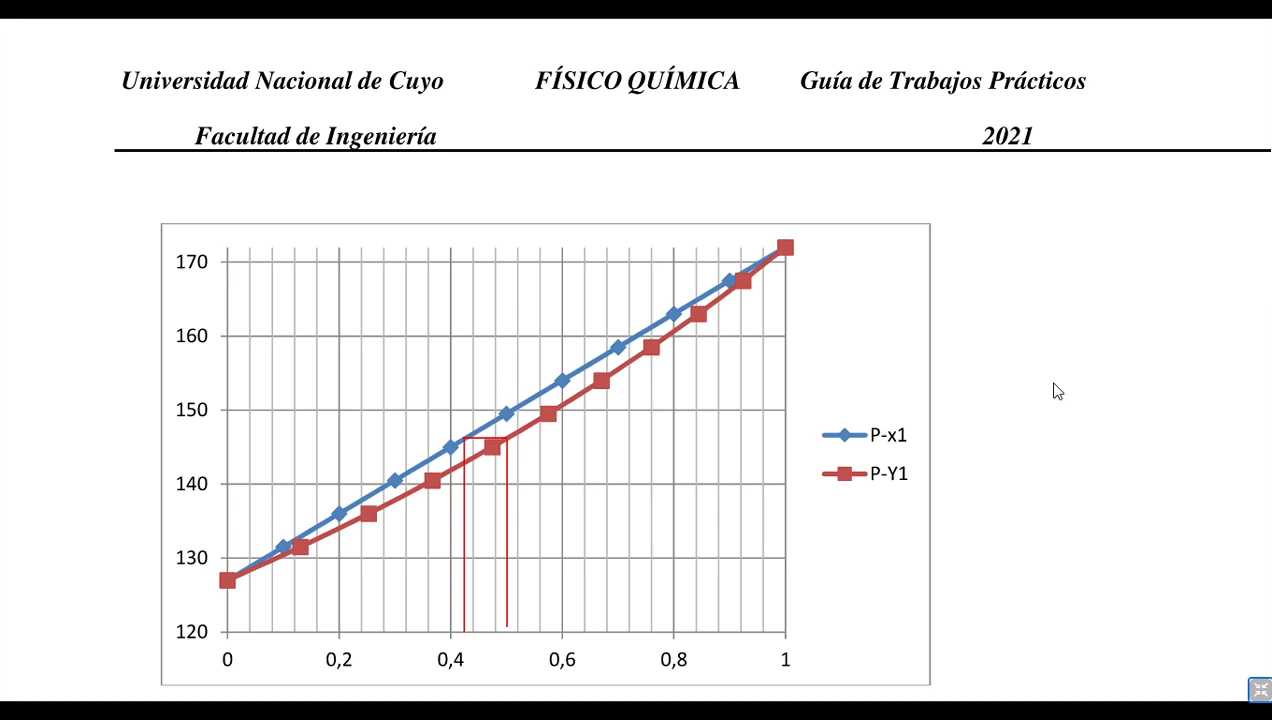 Universidad Nacional de Cuyo FÍSICO QUÍMICA Guía de Trabajos Prácticos
Facultad de Ingeniería 2021
170
160
150
140
130
120
0 0,2 0,4 0,6 0,8 1
P-x1
P-Y1